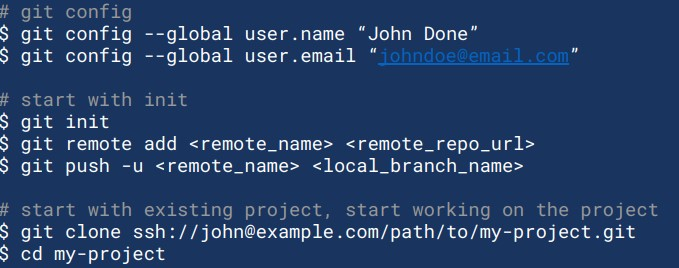 # git config
$ git config --global user.name “John Done”
$ git config --global user.email “johndoe@email.com”
# start with init
$ git init
$ git remote add <remote_name> <remote_repo_url>
$ git push -u <remote_name> <local_branch_name>
# start with existing project, start working on the project
$ git clone ssh://john@example.com/path/to/my-project.git
$ cd my-project